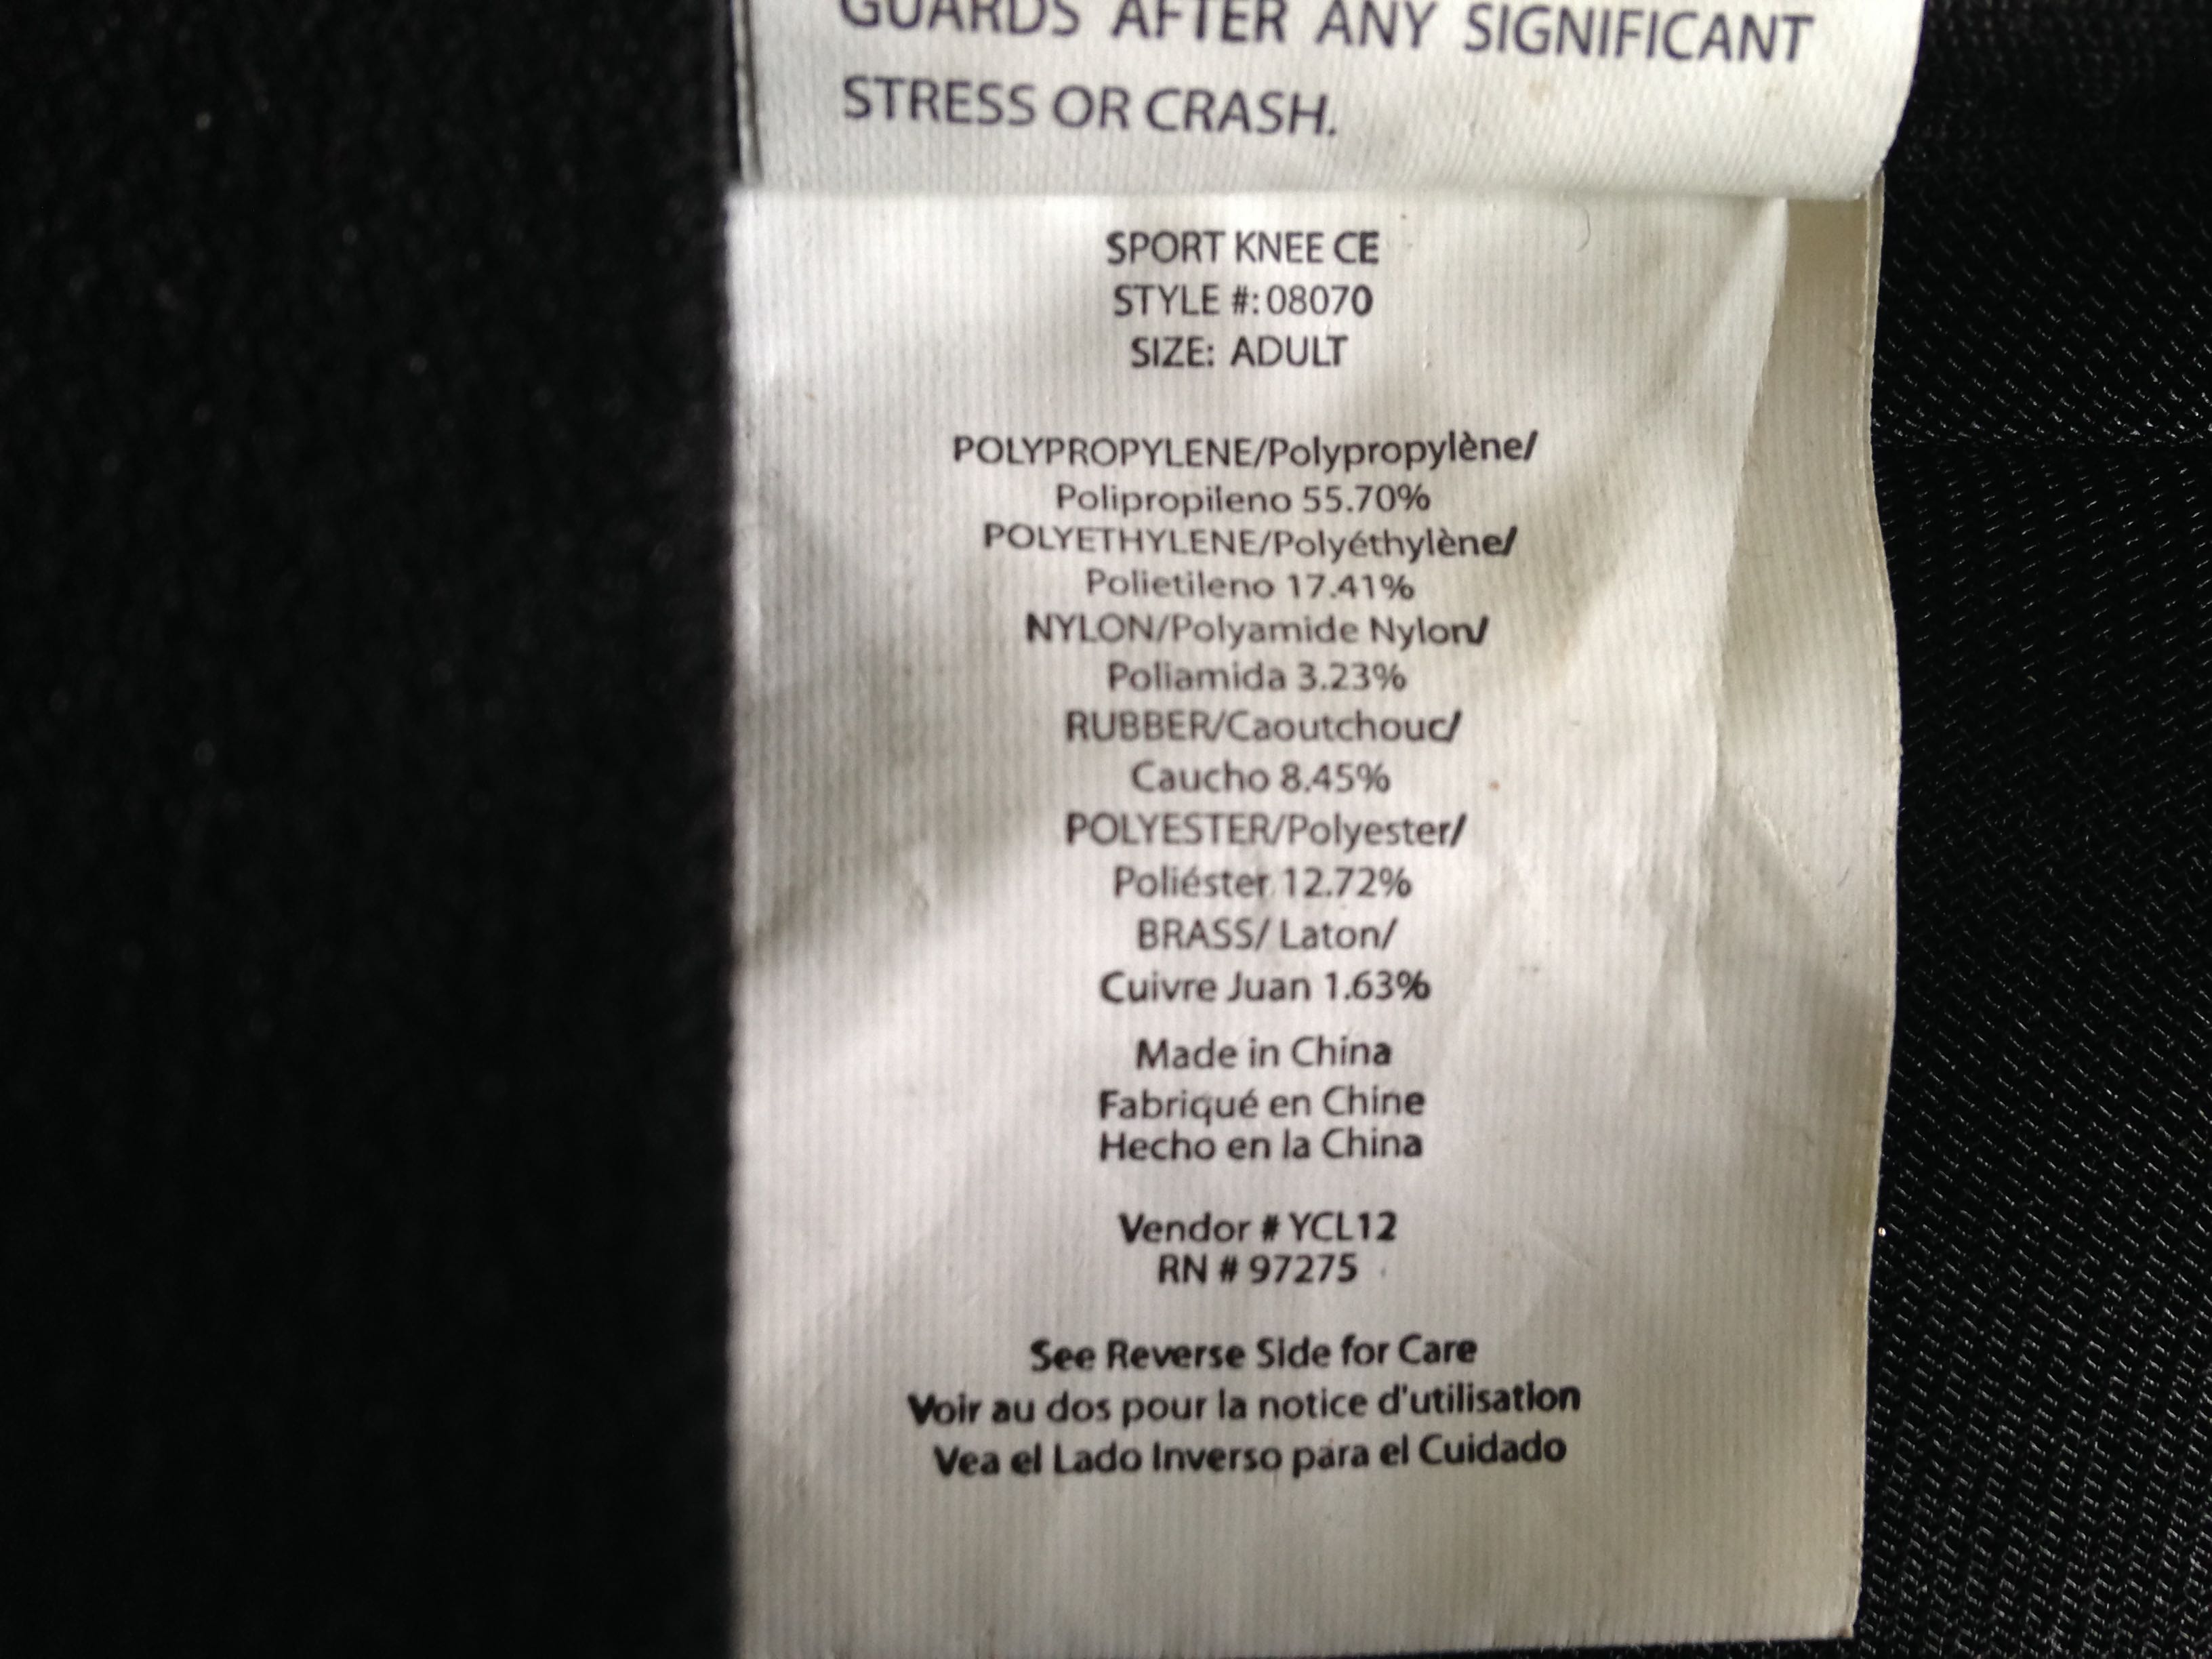 GUARDS AFTER ANY SIGNIFICANT
STRESS OR CRASH.
SPORT KNEE CE
STYLE #: 08070
SIZE: ADULT
POLYPROPYLENE/Polypropylène/
Polipropileno 55.70%
POLYETHYLENE/Polyéthylène/
Polietileno 17.41%
NYLON/Polyamide Nylon/
Poliamida 3.23%
RUBBER/Caoutchouc/
Caucho 8.45%
POLYESTER/Polyester/
Poliéster 12.72%
BRASS/ Laton/
Cuivre Juan 1.63%
Made in China
Fabriqué en Chine
Hecho en la China
Vendor # YCL12
RN # 97275
See Reverse Side for Care
Voir au dos pour la notice d'utilisation
Vea el Lado Inverso para el Cuidado